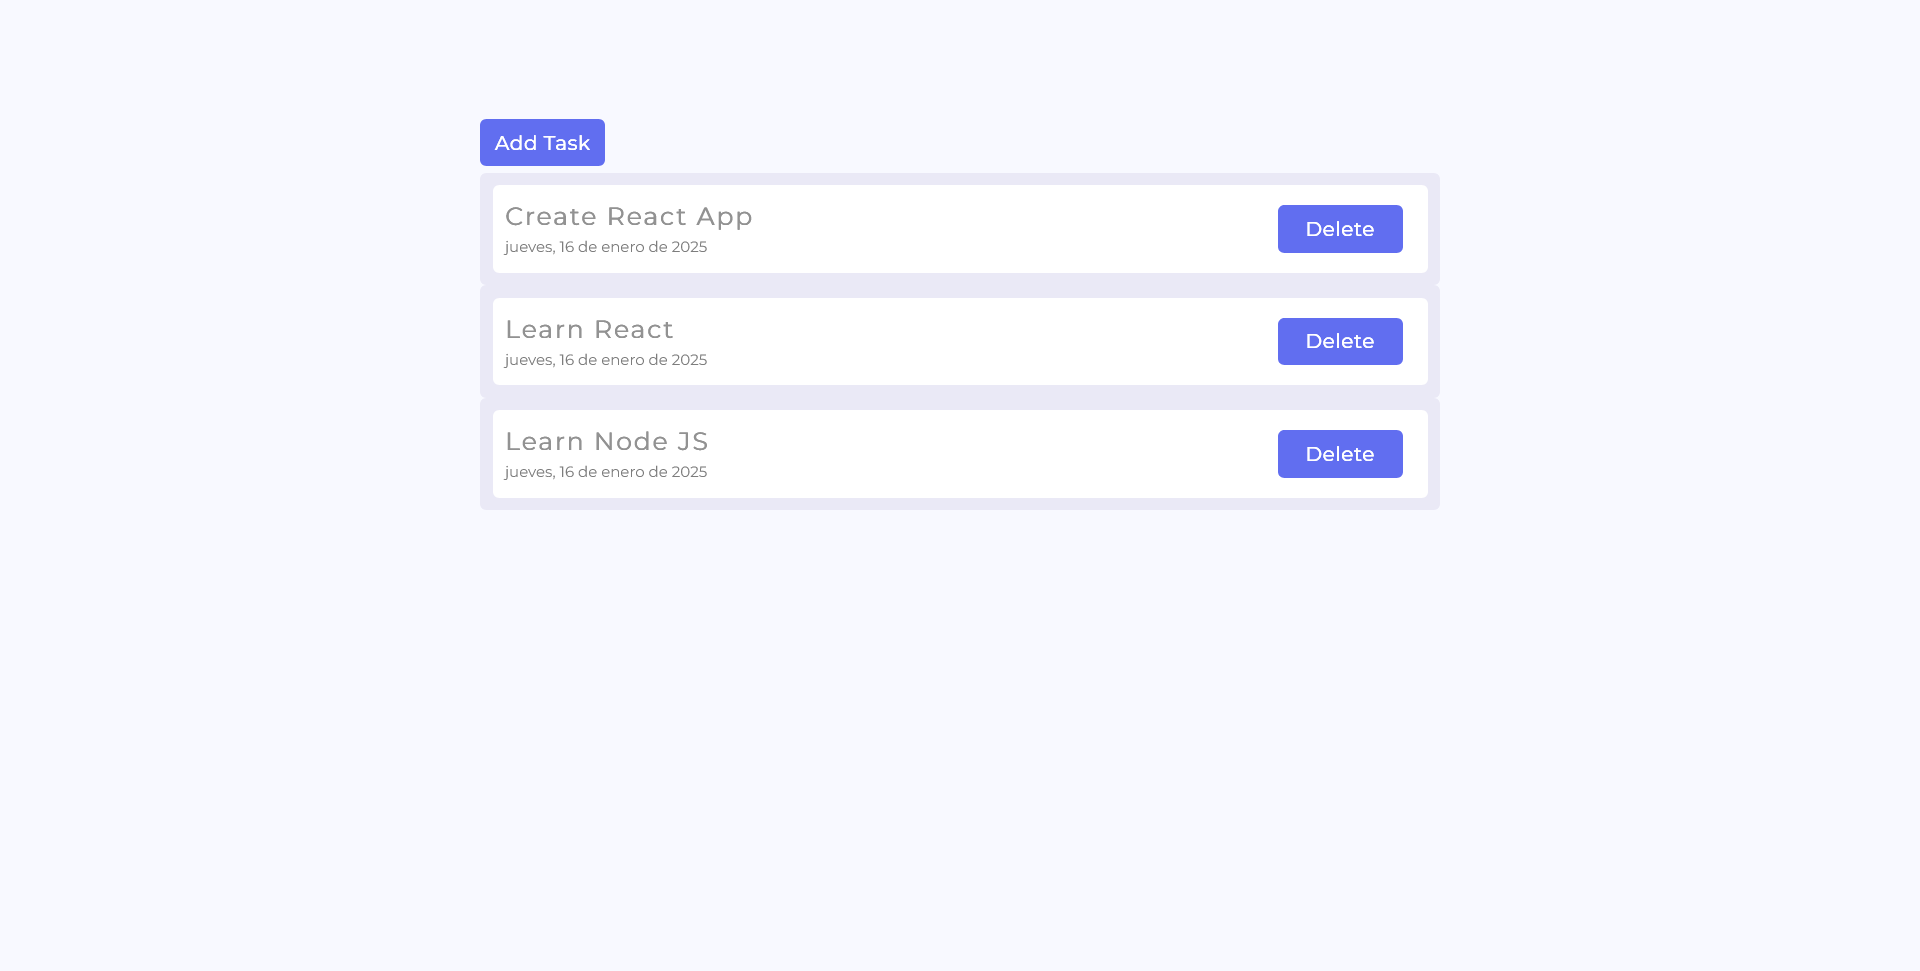 Add Task
Create React App
jueves, 16 de enero de 2025
Delete
Learn React
jueves, 16 de enero de 2025
Delete
Learn Node JS
jueves, 16 de enero de 2025
Delete